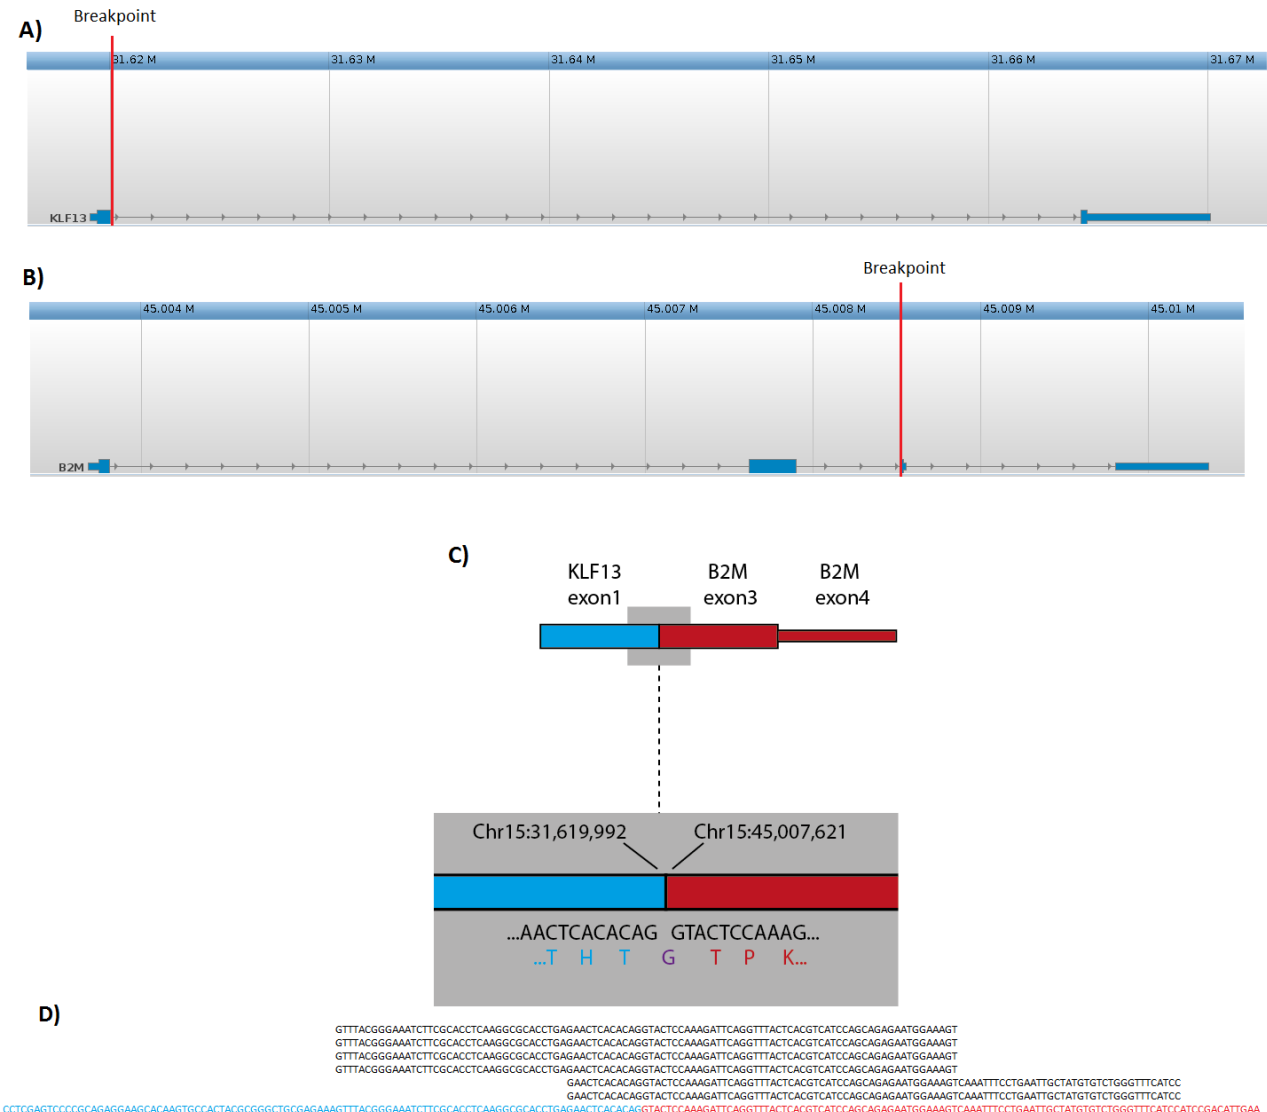 Breakpoint
A)
31.62 M 31.63 M 31.64 M 31.65 M 31.66 M 31.67 M
KLF13
Breakpoint
B)
45.004 M 45.005 M 45.006 M 45.007 M 45.008 M 45.009 M 45.01 M
B2M
C)
KLF13 B2M B2M
exon1 exon3 exon4
Chr15:31,619,992 Chr15:45,007,621
...AACTCACACAG GTACTCCAAAG...
...T H T G T P K...
D)
GTTTACGGGAAATCTTCGCACCTCAAGGCGCACCTGAGAACTCACACAGGTACTCCAAAGATTCAGGTTTACTCACGTCATCCAGCAGAGAATGGAAAGT
GTTTACGGGAAATCTTCGCACCTCAAGGCGCACCTGAGAACTCACACAGGTACTCCAAAGATTCAGGTTTACTCACGTCATCCAGCAGAGAATGGAAAGT
GTTTACGGGAAATCTTCGCACCTCAAGGCGCACCTGAGAACTCACACAGGTACTCCAAAGATTCAGGTTTACTCACGTCATCCAGCAGAGAATGGAAAGT
GTTTACGGGAAATCTTCGCACCTCAAGGCGCACCTGAGAACTCACACAGGTACTCCAAAGATTCAGGTTTACTCACGTCATCCAGCAGAGAATGGAAAGT
GAACTCACACAGGTACTCCAAAGATTCAGGTTTACTCACGTCATCCAGCAGAGAATGGAAAGTCAAATTTCCTGAATTGCTATGTGTCTGGGTTTCATCC
GAACTCACACAGGTACTCCAAAGATTCAGGTTTACTCACGTCATCCAGCAGAGAATGGAAAGTCAAATTTCCTGAATTGCTATGTGTCTGGGTTTCATCC
CCTCGAGTCCCCGCAGAGGAAGCACAAGTGCCACTACGCGGGCTGCGAGAAAGTTTACGGGAAATCTTCGCACCTCAAGGCGCACCTGAGAACTCACACAGGTACTCCAAAGATTCAGGTTTACTCACGTCATCCAGCAGAGAATGGAAAGTCAAATTTCCTGAATTGCTATGTGTCTGGGTTTCATCCATCCGACATTGAA